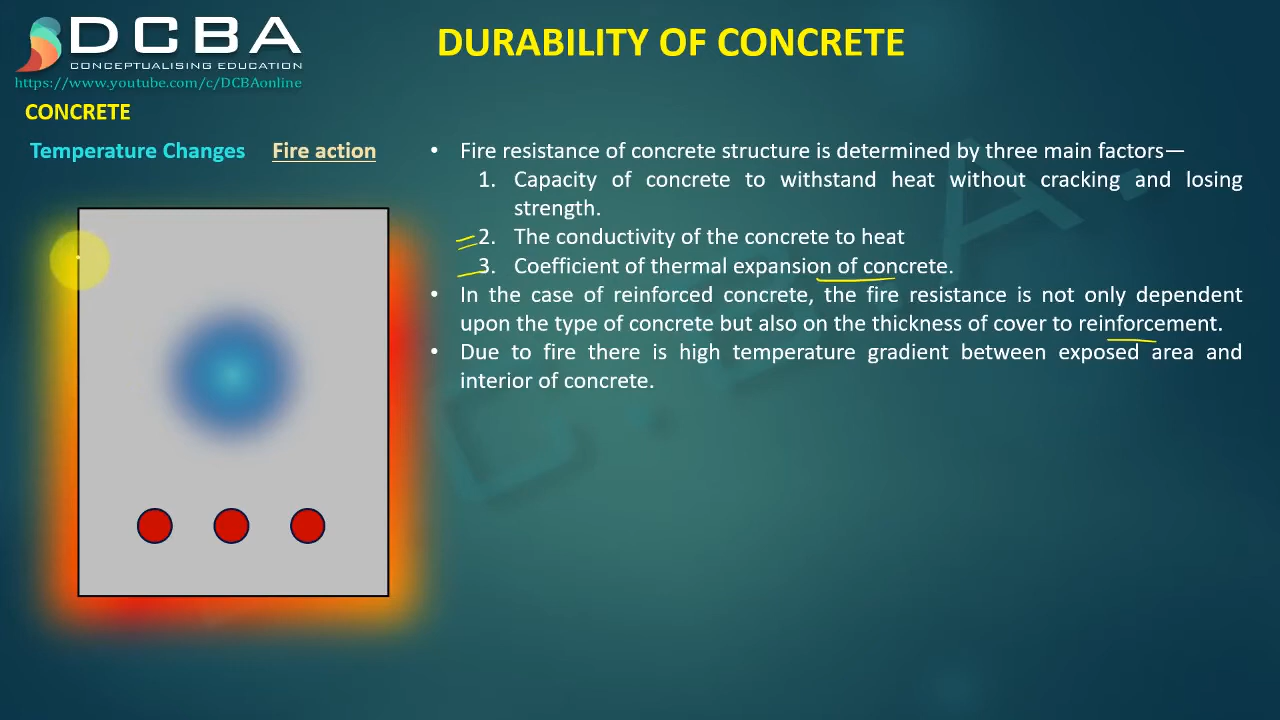 DCBA
CONCEPTUALISING EDUCATION
https://www.youtube.com/c/DCBAonline
DURABILITY OF CONCRETE
CONCRETE
Temperature Changes Fire action
• Fire resistance of concrete structure is determined by three main factors—
1. Capacity of concrete to withstand heat without cracking and losing
strength.
2. The conductivity of the concrete to heat
3. Coefficient of thermal expansion of concrete.
• In the case of reinforced concrete, the fire resistance is not only dependent
upon the type of concrete but also on the thickness of cover to reinforcement.
• Due to fire there is high temperature gradient between exposed area and
interior of concrete.